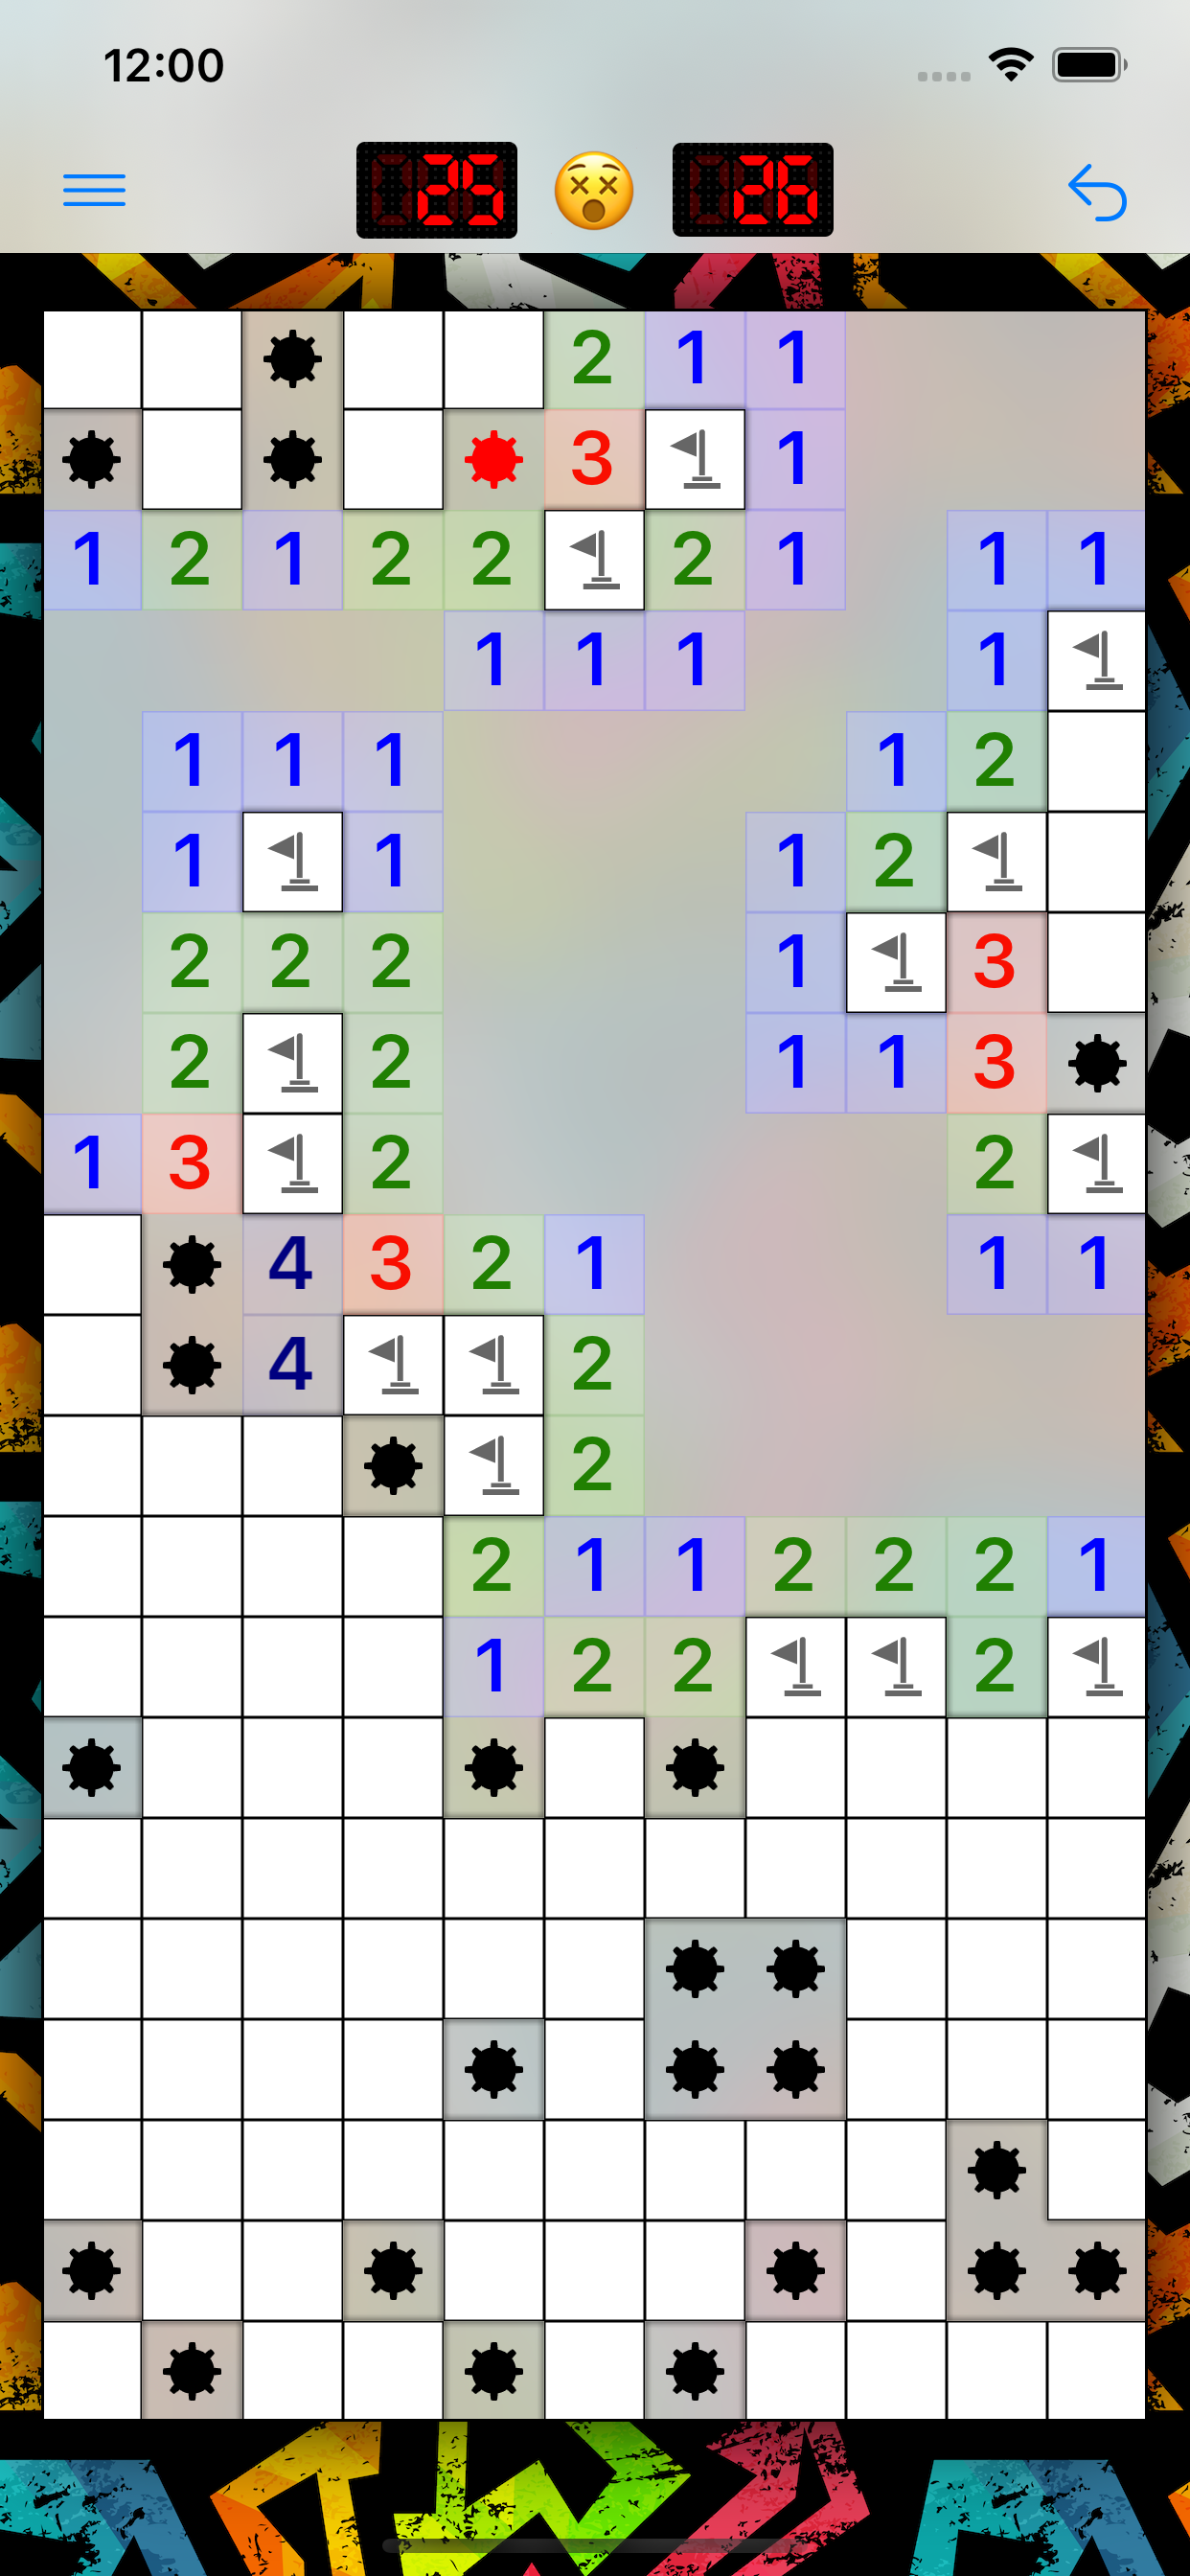 12:00
25 26
2 1 1
3 1
1 2 1 2 2 2 1 1 1
1 1 1 1
1 1 1 1 2
1 1 1 2
2 2 2 1 3
2 2 1 1 3
1 3 2 2
4 3 2 1 1 1
4 2
2
2 1 1 2 2 2 1
1 2 2 2